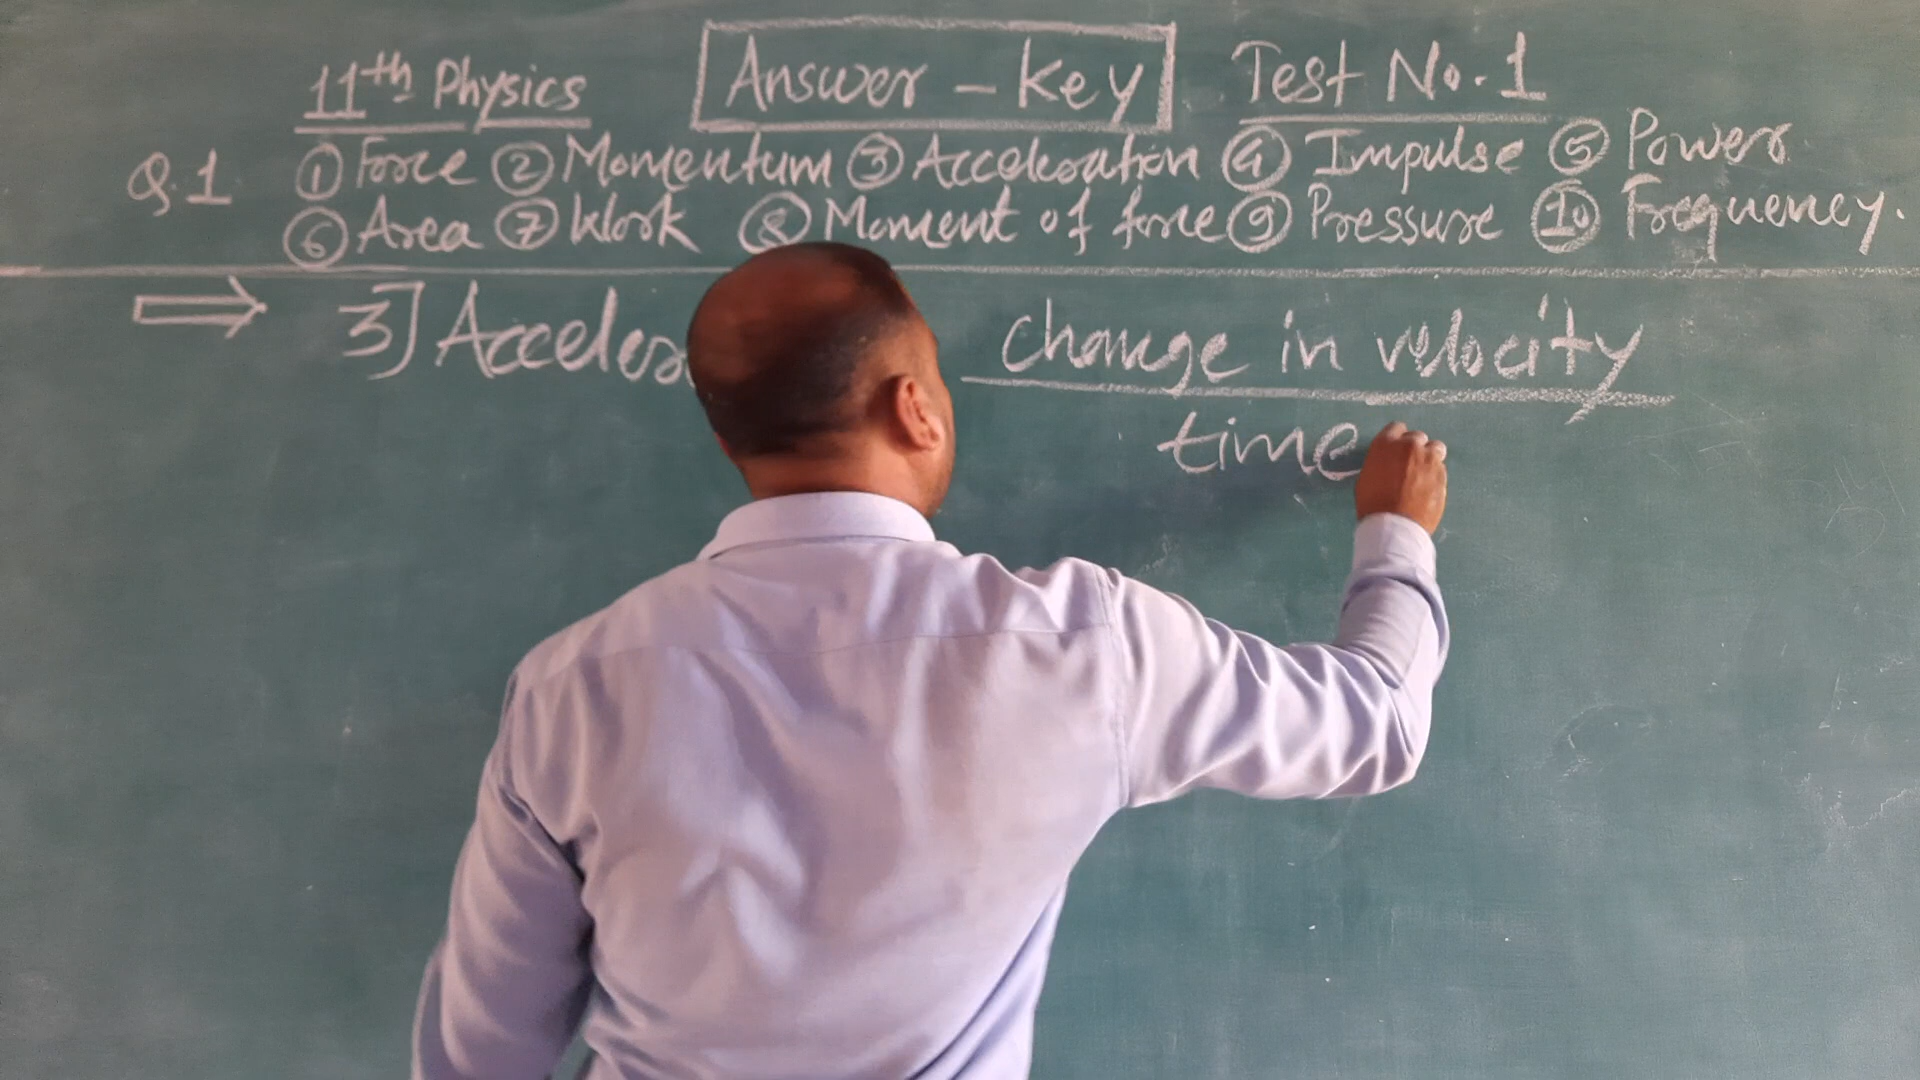 11th Physics Answer - Key Test No. 1
Q.1 ① Force ② Momentum ③ Acceleration ④ Impulse ⑤ Power
⑥ Area ⑦ Work ⑧ Moment of force ⑨ Pressure ⑩ Frequency.
⇒ 3] Acceler change in velocity
time